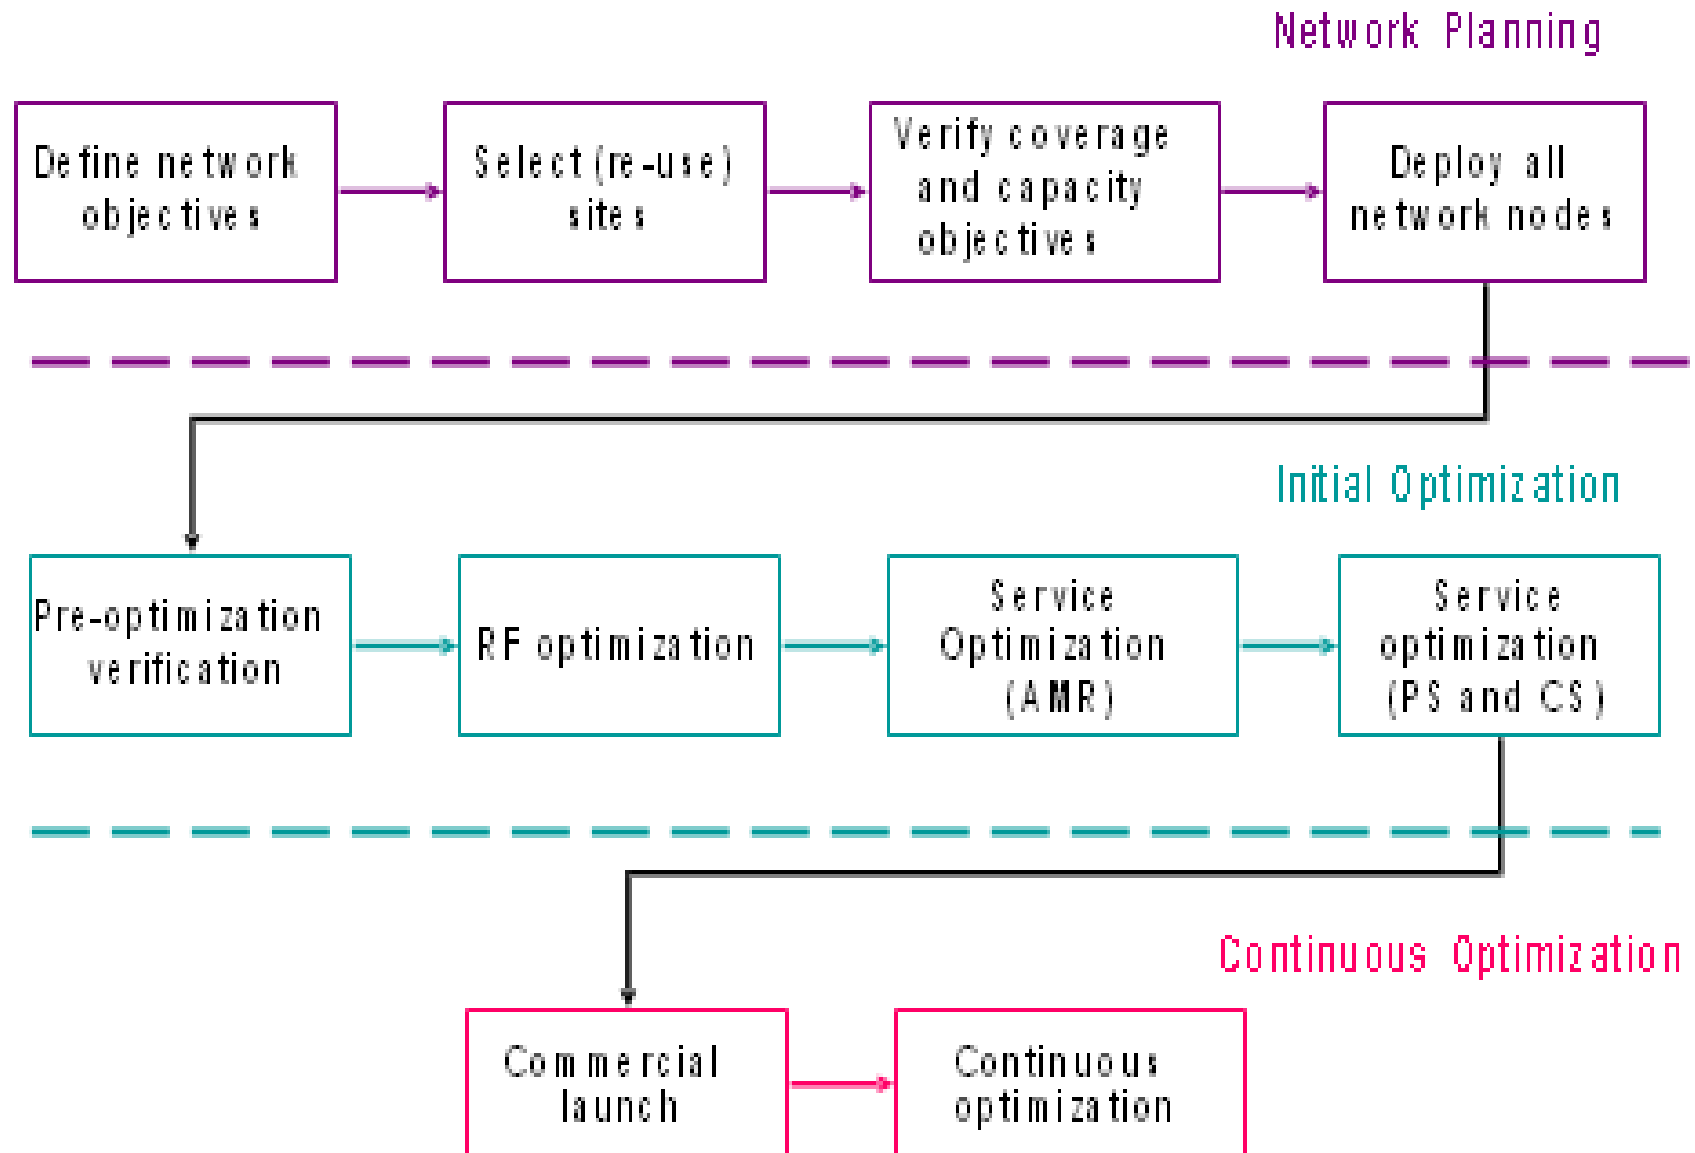 Network Planning
Define network
objectives
Select (re-use)
sites
Verify coverage
and capacity
objectives
Deploy all
network nodes
Initial Optimization
Pre-optimization
verification
RF optimization
Service
Optimization
(AMR)
Service
optimization
(PS and CS)
Continuous Optimization
Commercial
launch
Continuous
optimization